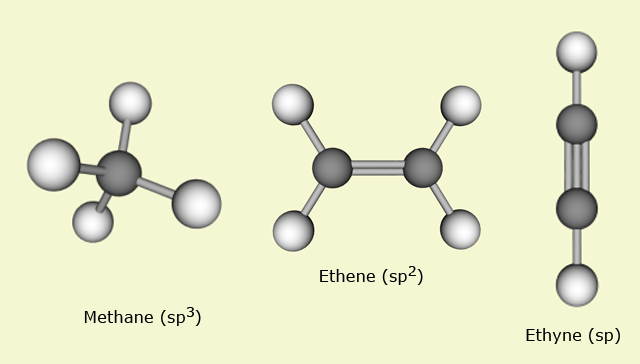 Ethene (sp²)
Methane (sp³)
Ethyne (sp)